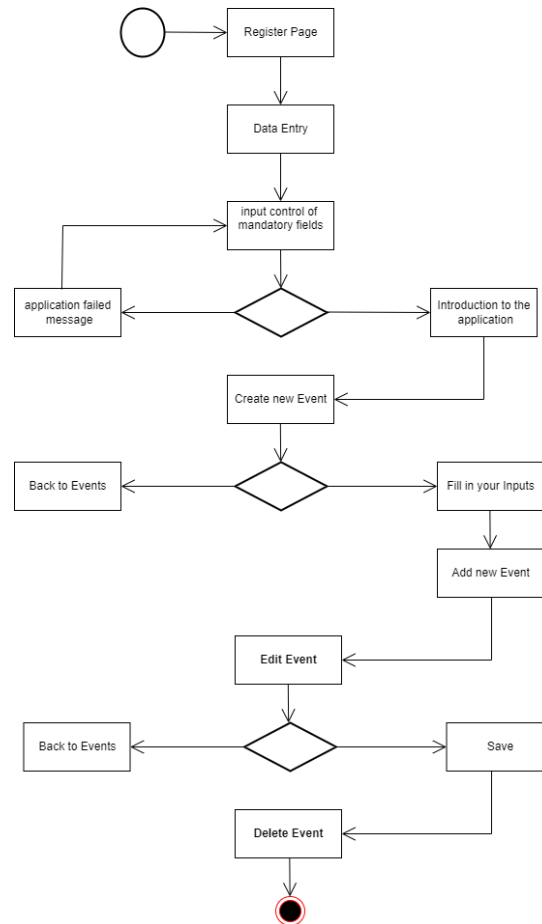 Register Page
Data Entry
input control of
mandatory fields
application failed
message
Introduction to the
application
Create new Event
Back to Events
Fill in your Inputs
Add new Event
Edit Event
Back to Events
Save
Delete Event